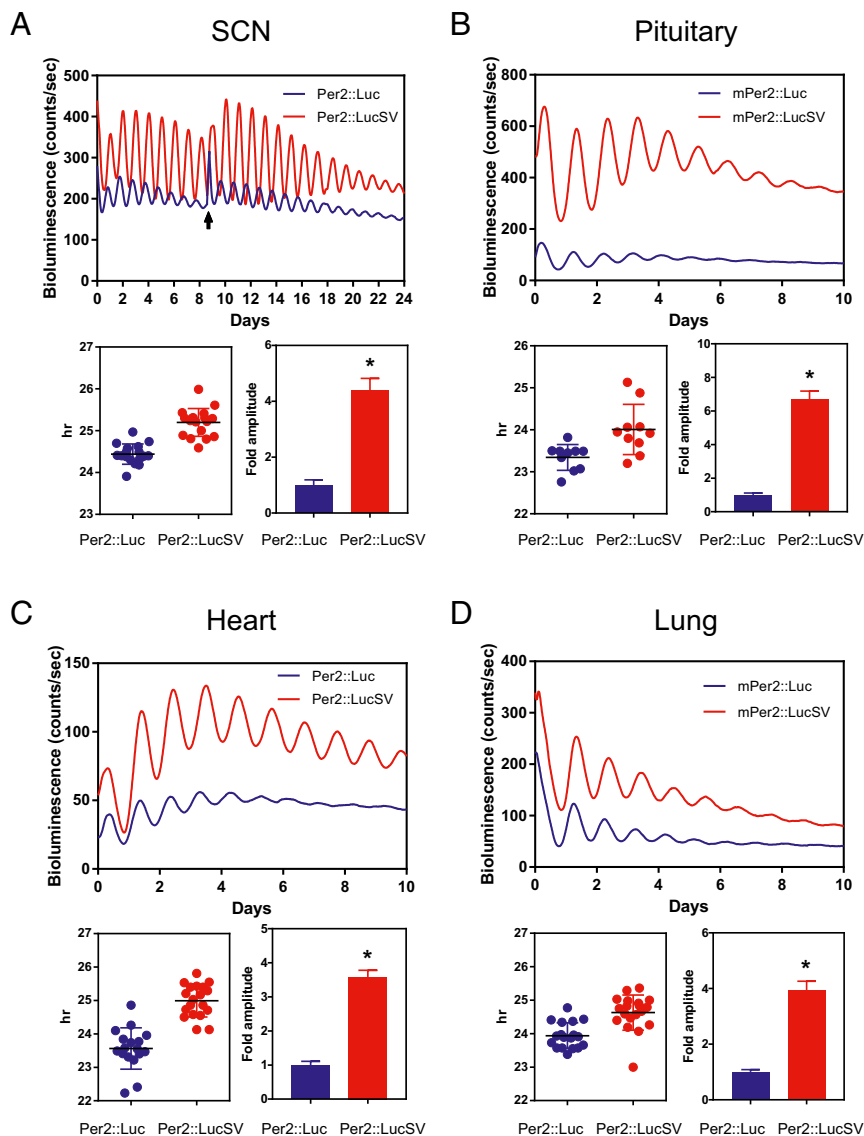 A
SCN
Bioluminescence (counts/sec)
500
400
300
200
100
0
Per2::Luc
Per2::LucSV
0 2 4 6 8 10 12 14 16 18 20 22 24
Days
hr
27
26
25
24
23
Per2::Luc Per2::LucSV
Fold amplitude
6
4
2
0
*
Per2::Luc Per2::LucSV
B
Pituitary
Bioluminescence (counts/sec)
800
600
400
200
0
mPer2::Luc
mPer2::LucSV
0 2 4 6 8 10
Days
hr
26
25
24
23
22
Per2::Luc Per2::LucSV
Fold amplitude
10
8
6
4
2
0
*
Per2::Luc Per2::LucSV
C
Heart
Bioluminescence (counts/sec)
150
100
50
0
Per2::Luc
Per2::LucSV
0 2 4 6 8 10
Days
hr
27
26
25
24
23
22
Per2::Luc Per2::LucSV
Fold amplitude
5
4
3
2
1
0
*
Per2::Luc Per2::LucSV
D
Lung
Bioluminescence (counts/sec)
400
300
200
100
0
mPer2::Luc
mPer2::LucSV
0 2 4 6 8 10
Days
hr
27
26
25
24
23
22
Per2::Luc Per2::LucSV
Fold amplitude
6
4
2
0
*
Per2::Luc Per2::LucSV